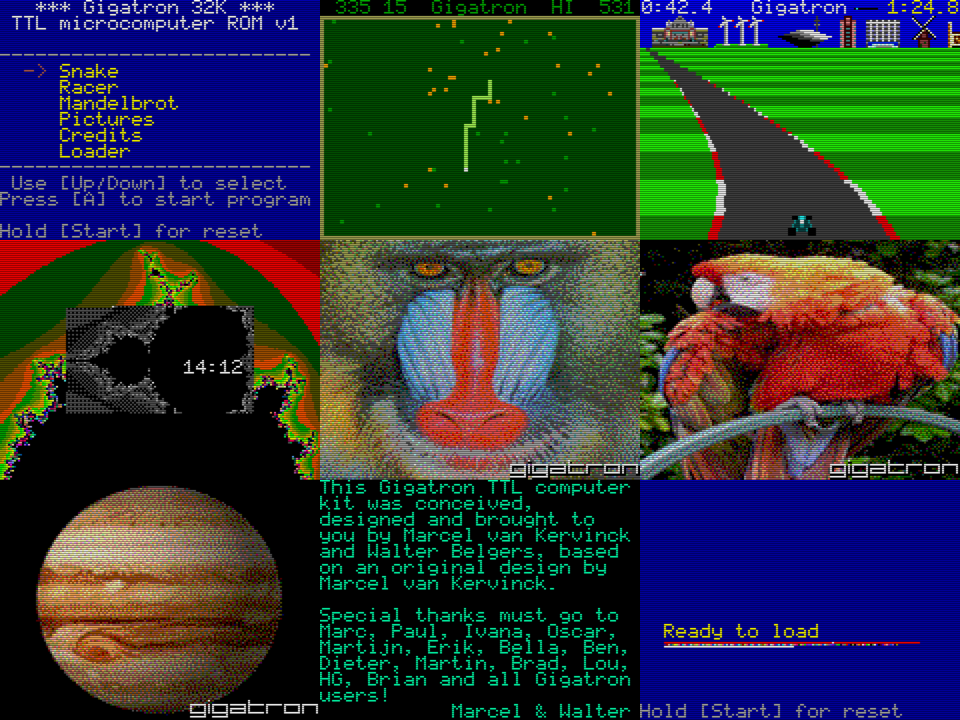 *** Gigatron 32K ***
TTL microcomputer ROM v1
-> Snake
Racer
Mandelbrot
Pictures
Credits
Loader
Use [Up/Down] to select
Press [A] to start program
Hold [Start] for reset
335 15 Gigatron HI 531
0:42.4 Gigatron — 1:24.8
14:12
gigatron
gigatron
gigatron
This Gigatron TTL computer
kit was conceived,
designed and brought to
you by Marcel van Kervinck
and Walter Belgers, based
on an original design by
Marcel van Kervinck.
Special thanks must go to
Marc, Paul, Ivana, Oscar,
Martijn, Erik, Bella, Ben,
Dieter, Martin, Brad, Lou,
HG, Brian and all Gigatron
users!
Marcel & Walter
Ready to load
Hold [Start] for reset